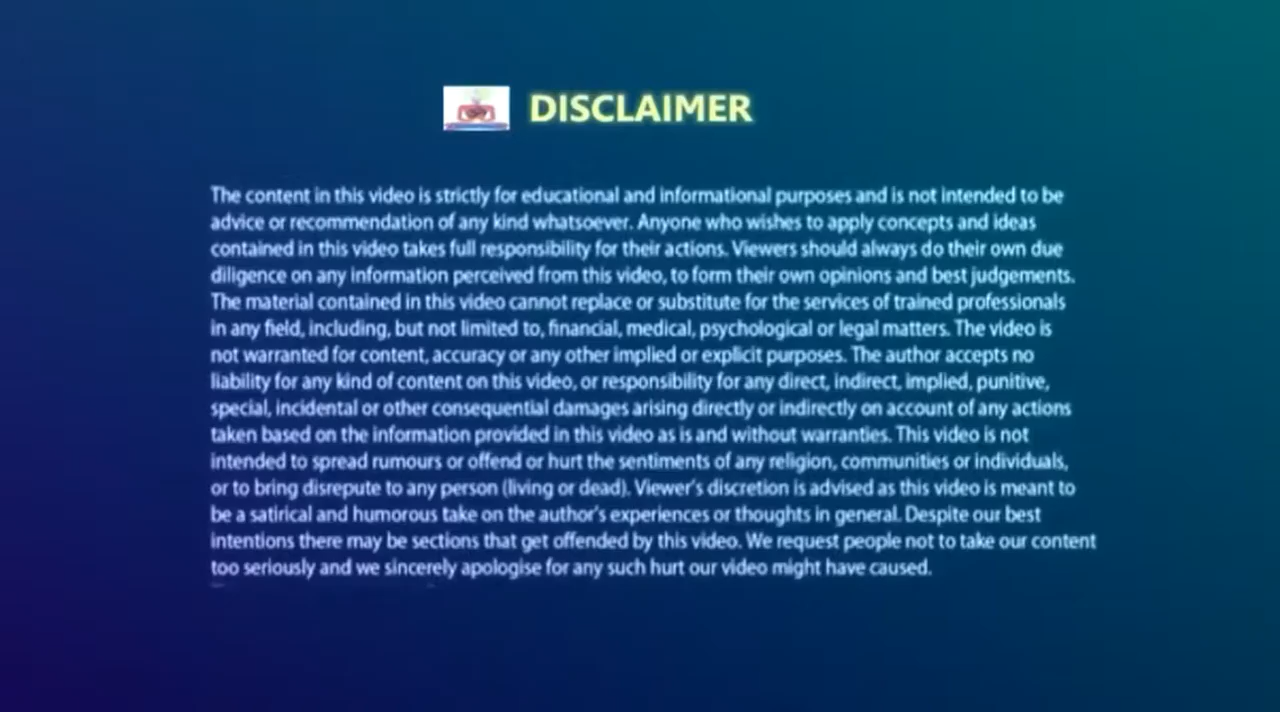 DISCLAIMER
The content in this video is strictly for educational and informational purposes and is not intended to be
advice or recommendation of any kind whatsoever. Anyone who wishes to apply concepts and ideas
contained in this video takes full responsibility for their actions. Viewers should always do their own due
diligence on any information perceived from this video, to form their own opinions and best judgements.
The material contained in this video cannot replace or substitute for the services of trained professionals
in any field, including, but not limited to, financial, medical, psychological or legal matters. The video is
not warranted for content, accuracy or any other implied or explicit purposes. The author accepts no
liability for any kind of content on this video, or responsibility for any direct, indirect, implied, punitive,
special, incidental or other consequential damages arising directly or indirectly on account of any actions
taken based on the information provided in this video as is and without warranties. This video is not
intended to spread rumours or offend or hurt the sentiments of any religion, communities or individuals,
or to bring disrepute to any person (living or dead). Viewer's discretion is advised as this video is meant to
be a satirical and humorous take on the author's experiences or thoughts in general. Despite our best
intentions there may be sections that get offended by this video. We request people not to take our content
too seriously and we sincerely apologise for any such hurt our video might have caused.